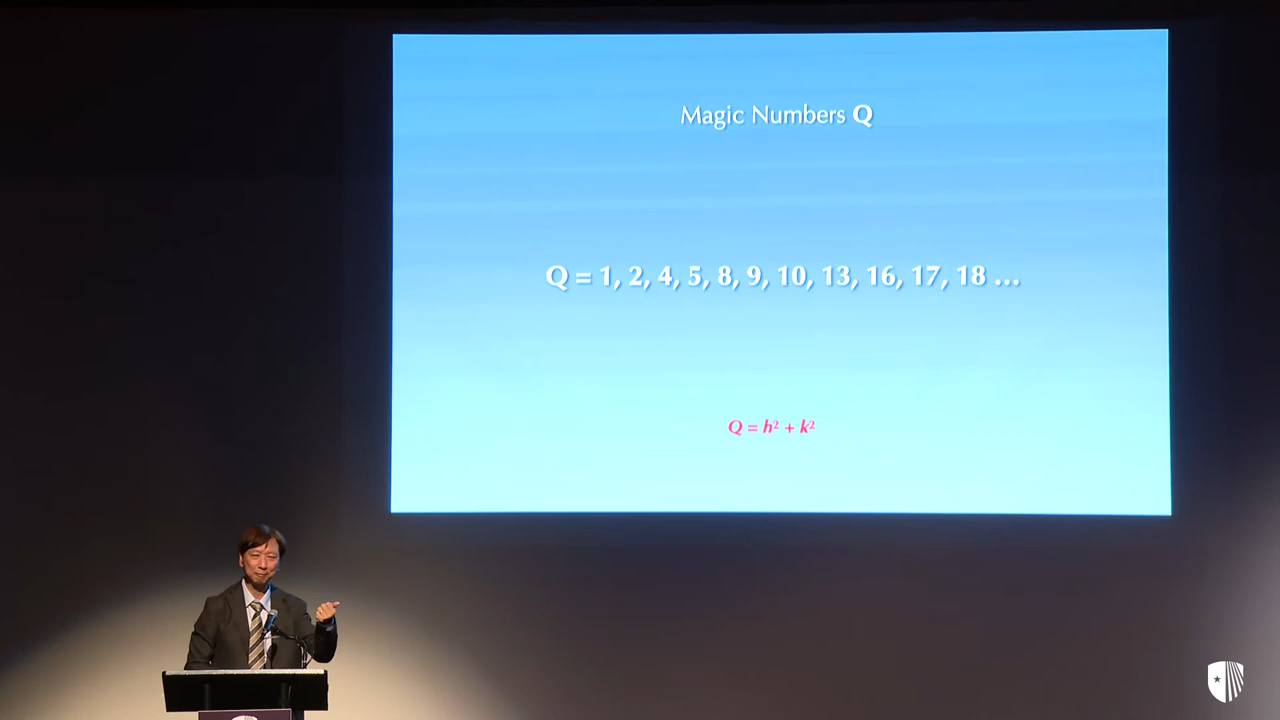 Magic Numbers Q
Q = 1, 2, 4, 5, 8, 9, 10, 13, 16, 17, 18 ...
Q = h² + k²